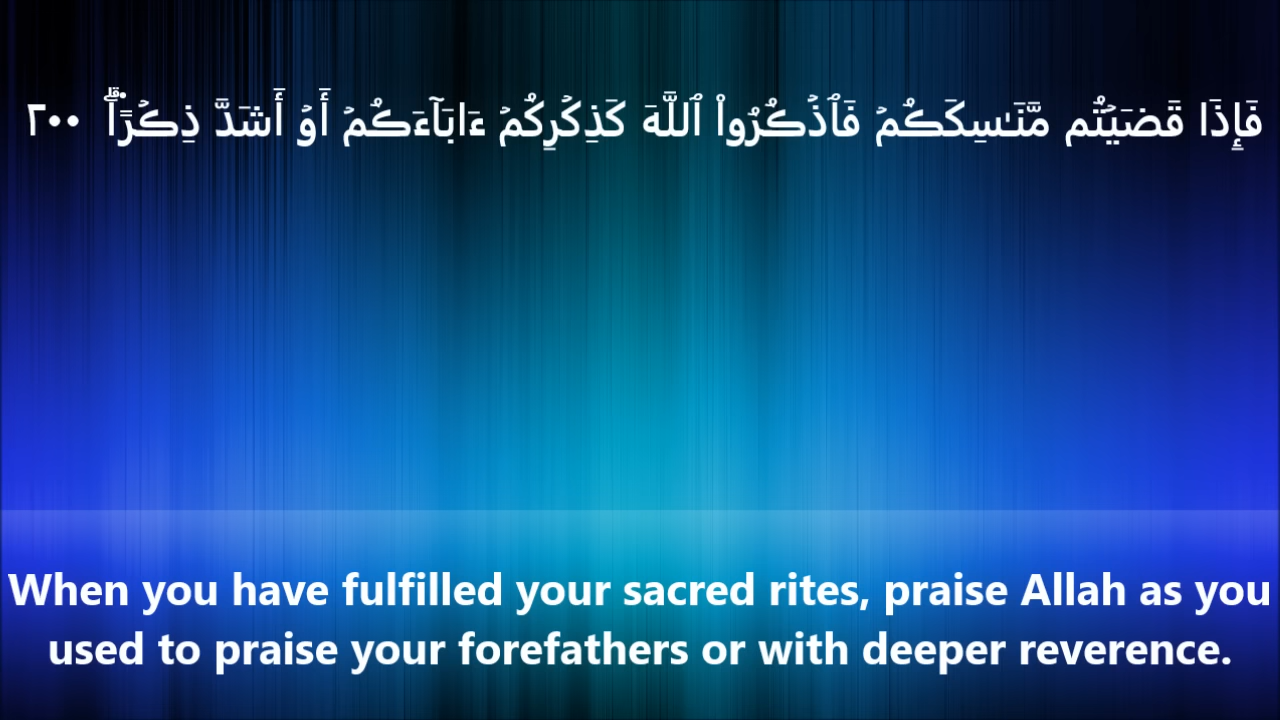 فَإِذَا قَضَيۡتُم مَّنَٰسِكَكُمۡ فَٱذۡكُرُواْ ٱللَّهَ كَذِكۡرِكُمۡ ءَابَآءَكُمۡ أَوۡ أَشَدَّ ذِكۡرٗاۗ ٢٠٠
When you have fulfilled your sacred rites, praise Allah as you
used to praise your forefathers or with deeper reverence.